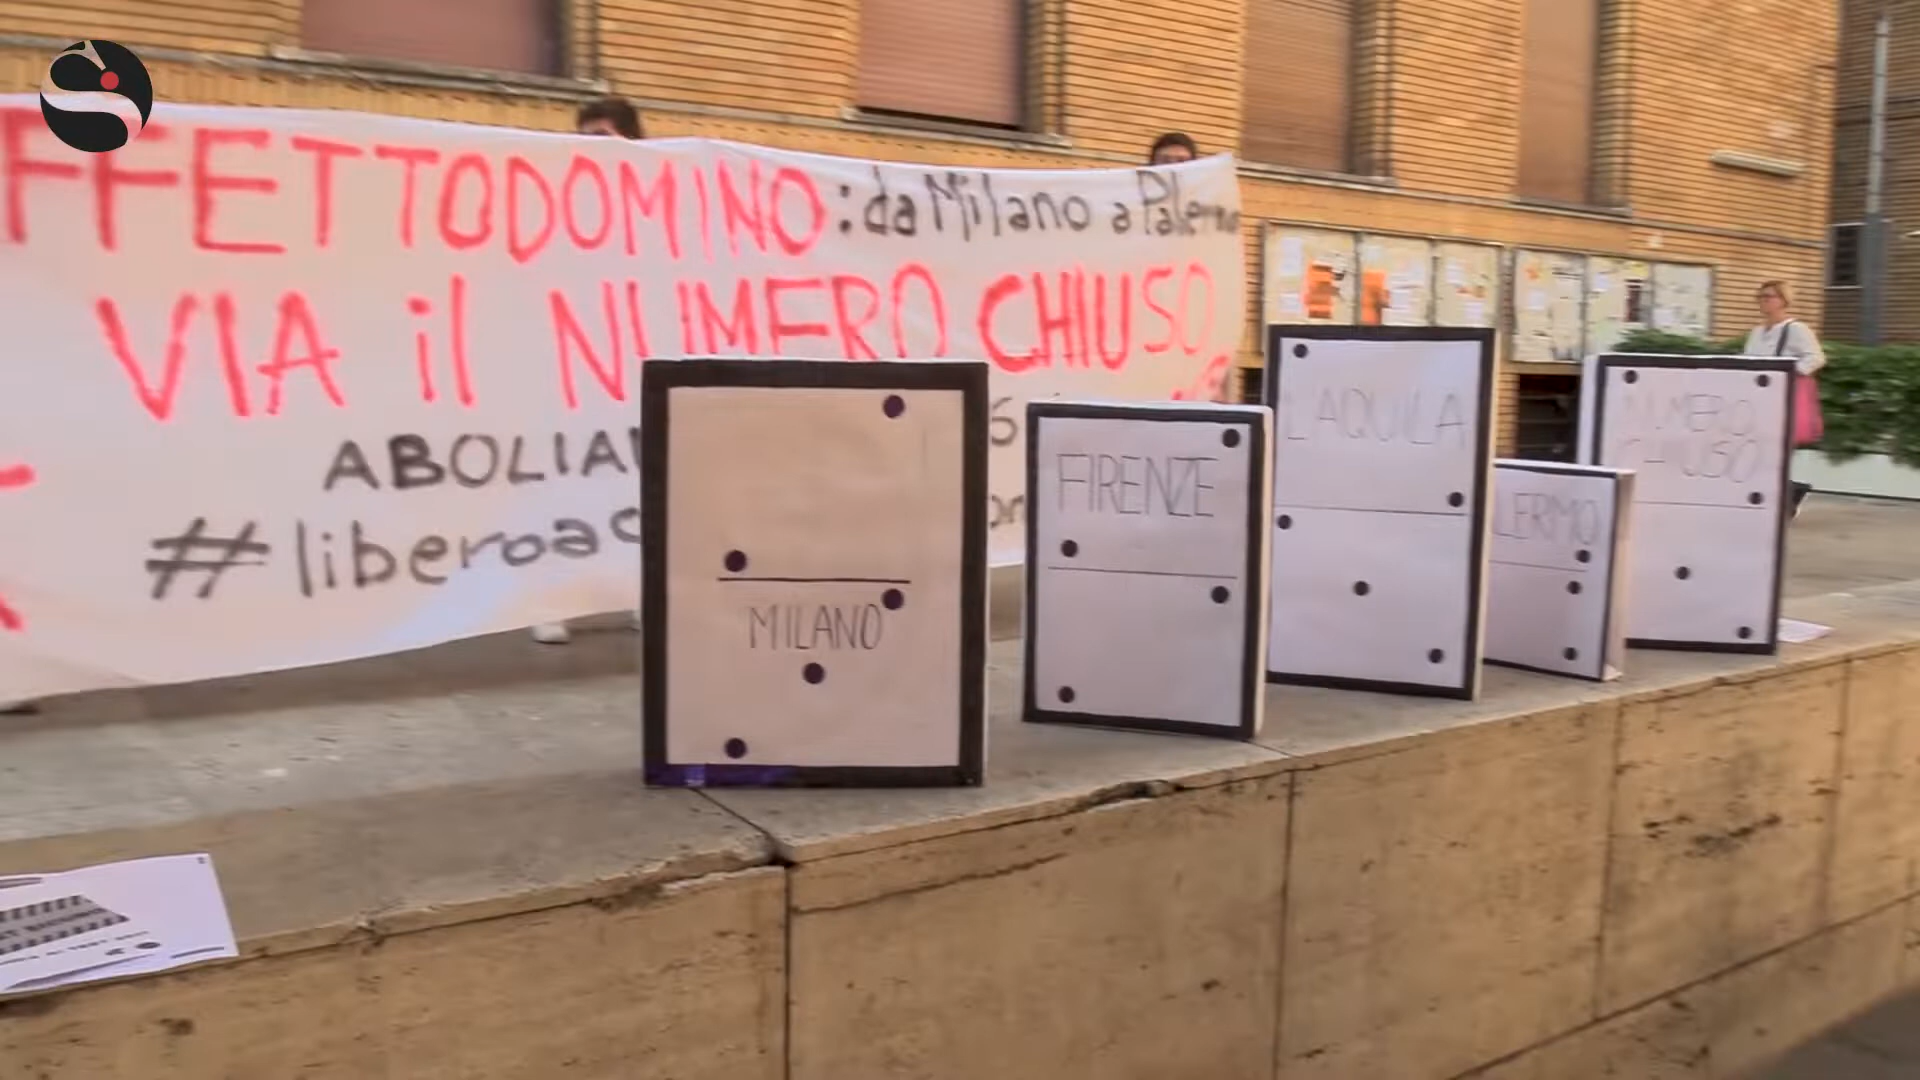 FFETTODOMINO: da Milano a Palermo
VIA il NUMERO CHIUSO
ABOLIA
#liberoac
MILANO
FIRENZE
L'AQUILA
LERMO
NUMERO
CHIUSO